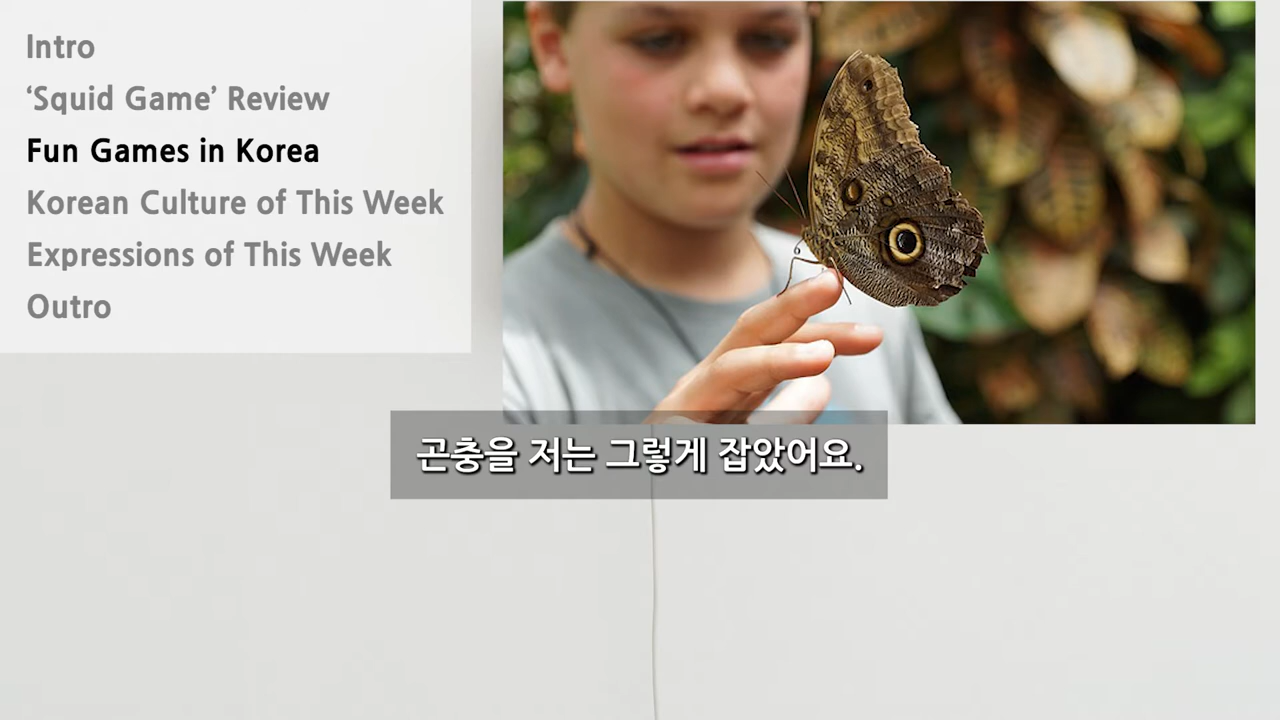 Intro
‘Squid Game’ Review
Fun Games in Korea
Korean Culture of This Week
Expressions of This Week
Outro
곤충을 저는 그렇게 잡았어요.